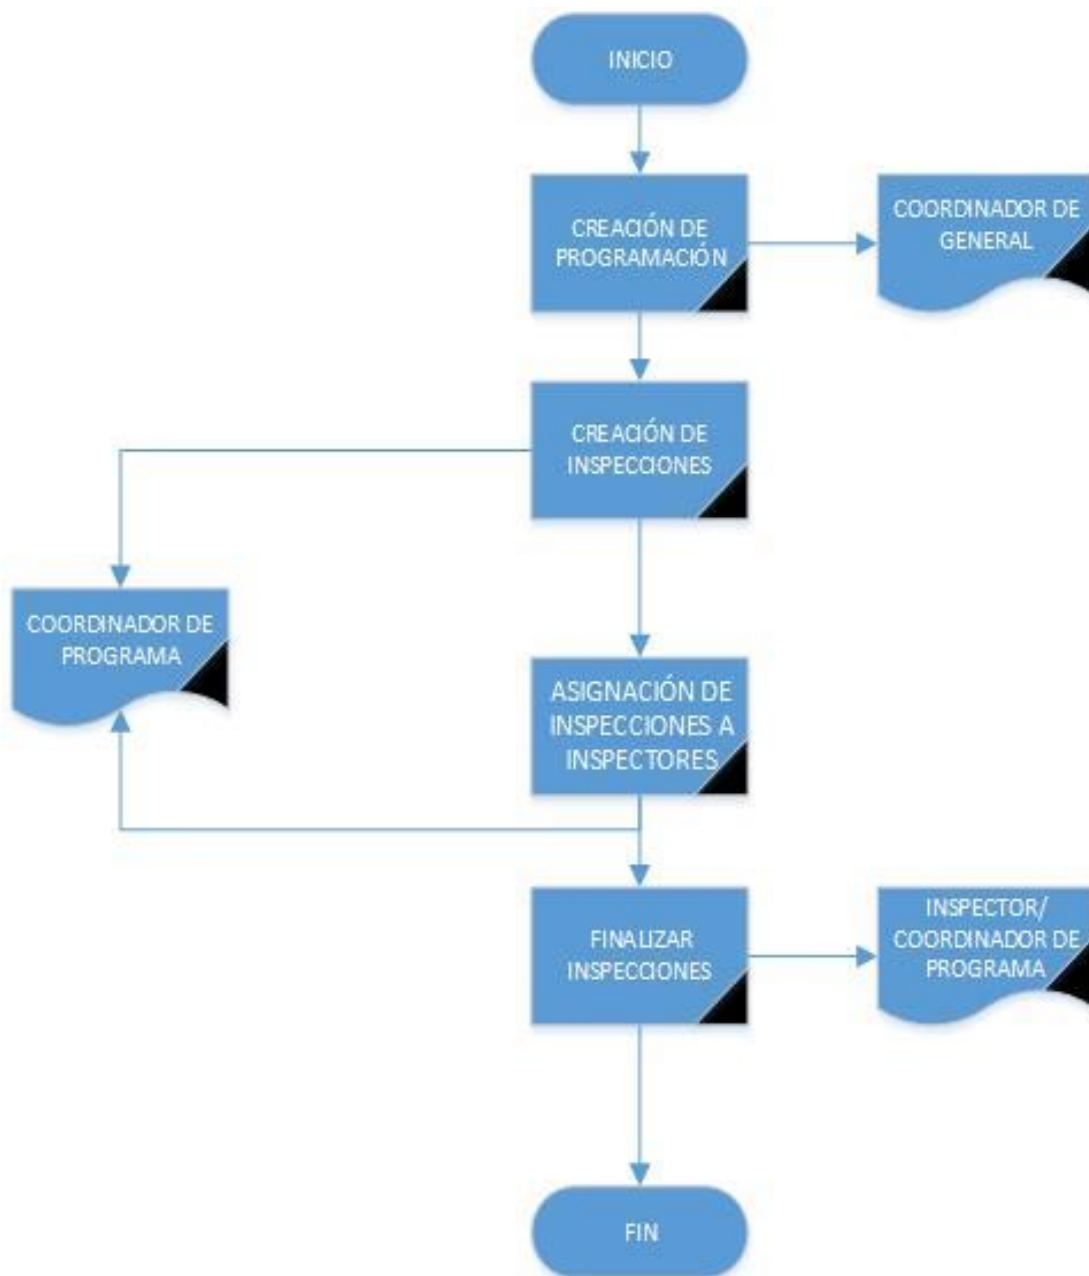 INICIO
CREACIÓN DE
PROGRAMACIÓN
COORDINADOR DE
GENERAL
CREACIÓN DE
INSPECCIONES
COORDINADOR DE
PROGRAMA
ASIGNACIÓN DE
INSPECCIONES A
INSPECTORES
FINALIZAR
INSPECCIONES
INSPECTOR/
COORDINADOR DE
PROGRAMA
FIN